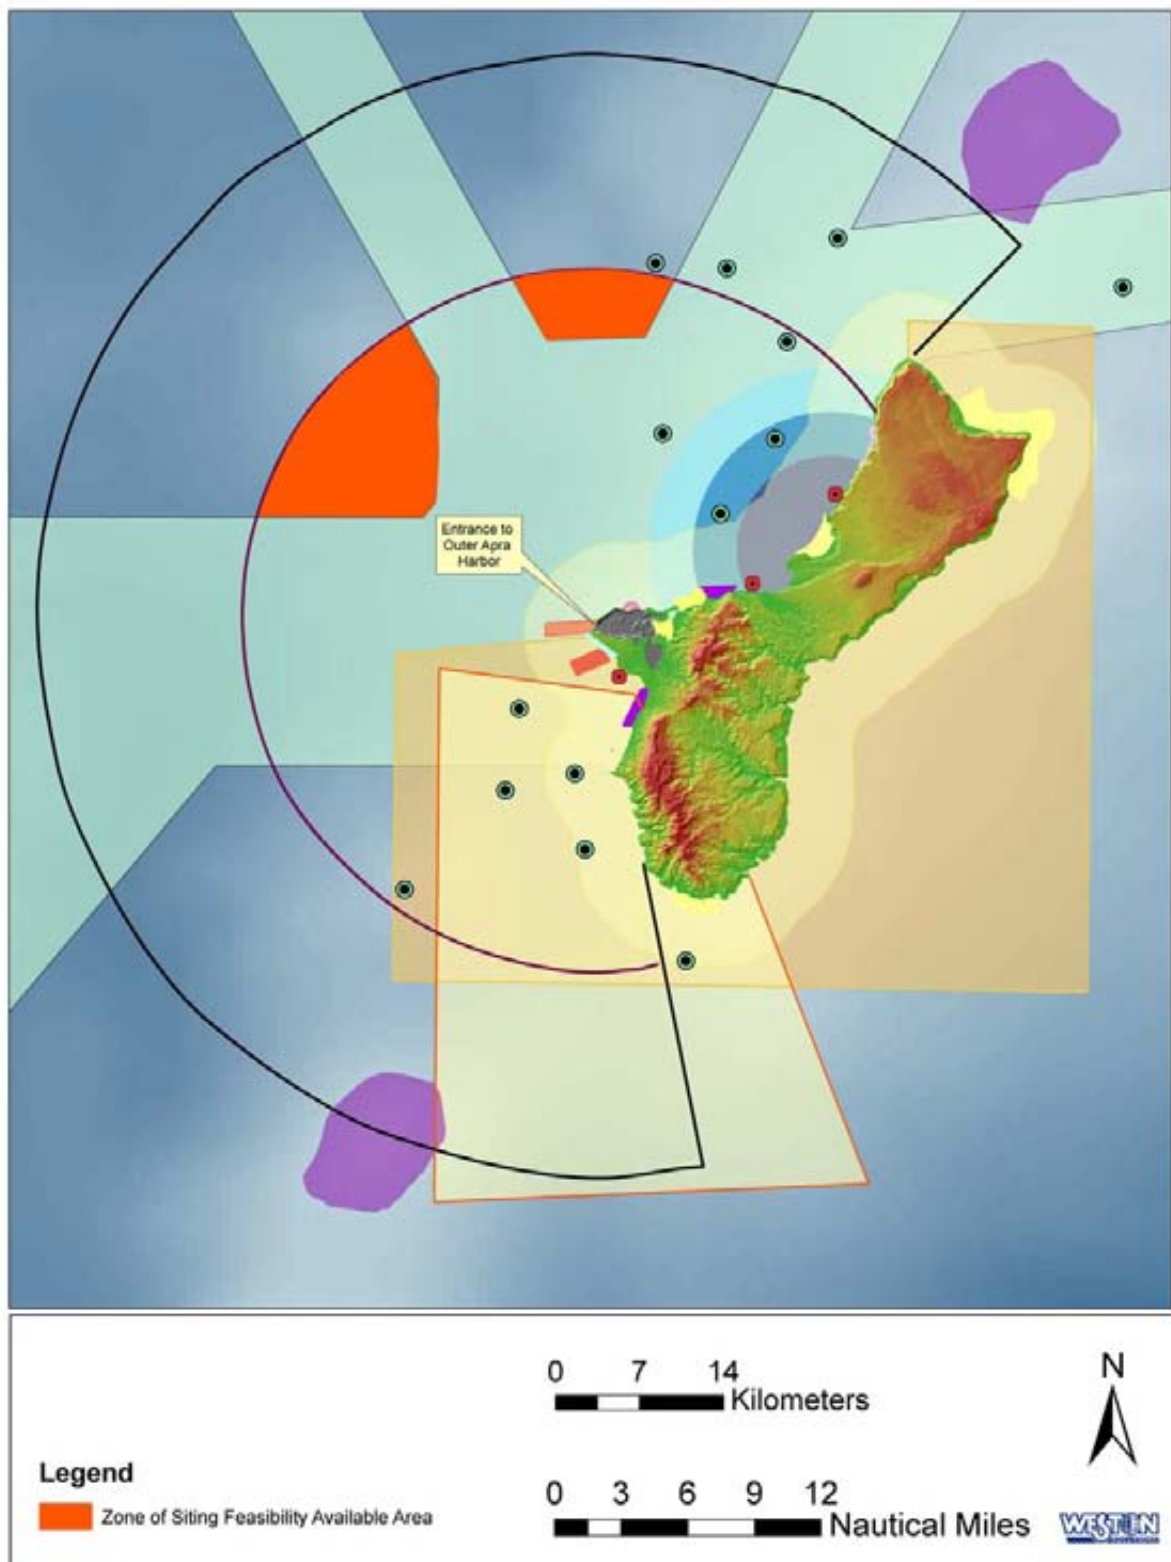 Entrance to
Outer Apra
Harbor
0 7 14
Kilometers
N
Legend
Zone of Siting Feasibility Available Area
0 3 6 9 12
Nautical Miles
WESTON